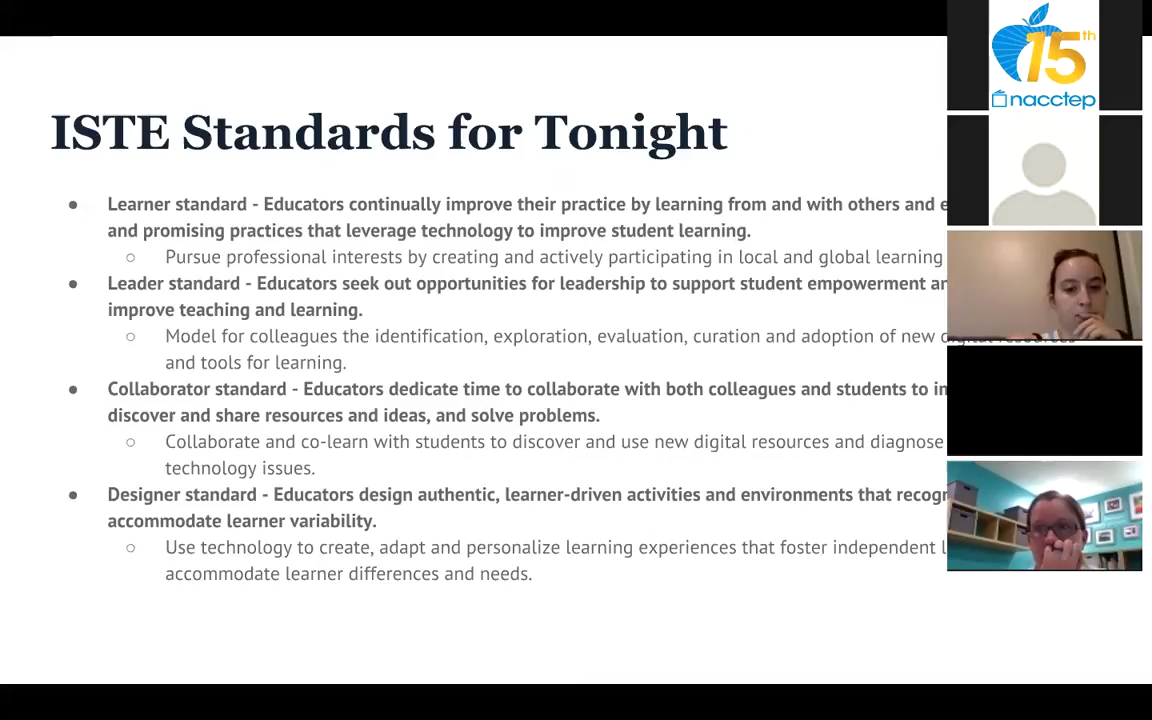 ISTE Standards for Tonight
● Learner standard - Educators continually improve their practice by learning from and with others and
and promising practices that leverage technology to improve student learning.
○ Pursue professional interests by creating and actively participating in local and global learning
● Leader standard - Educators seek out opportunities for leadership to support student empowerment
improve teaching and learning.
○ Model for colleagues the identification, exploration, evaluation, curation and adoption of new digital resources
and tools for learning.
● Collaborator standard - Educators dedicate time to collaborate with both colleagues and students to
discover and share resources and ideas, and solve problems.
○ Collaborate and co-learn with students to discover and use new digital resources and diagnose
technology issues.
● Designer standard - Educators design authentic, learner-driven activities and environments that
accommodate learner variability.
○ Use technology to create, adapt and personalize learning experiences that foster independent
accommodate learner differences and needs.
15th
nacctep